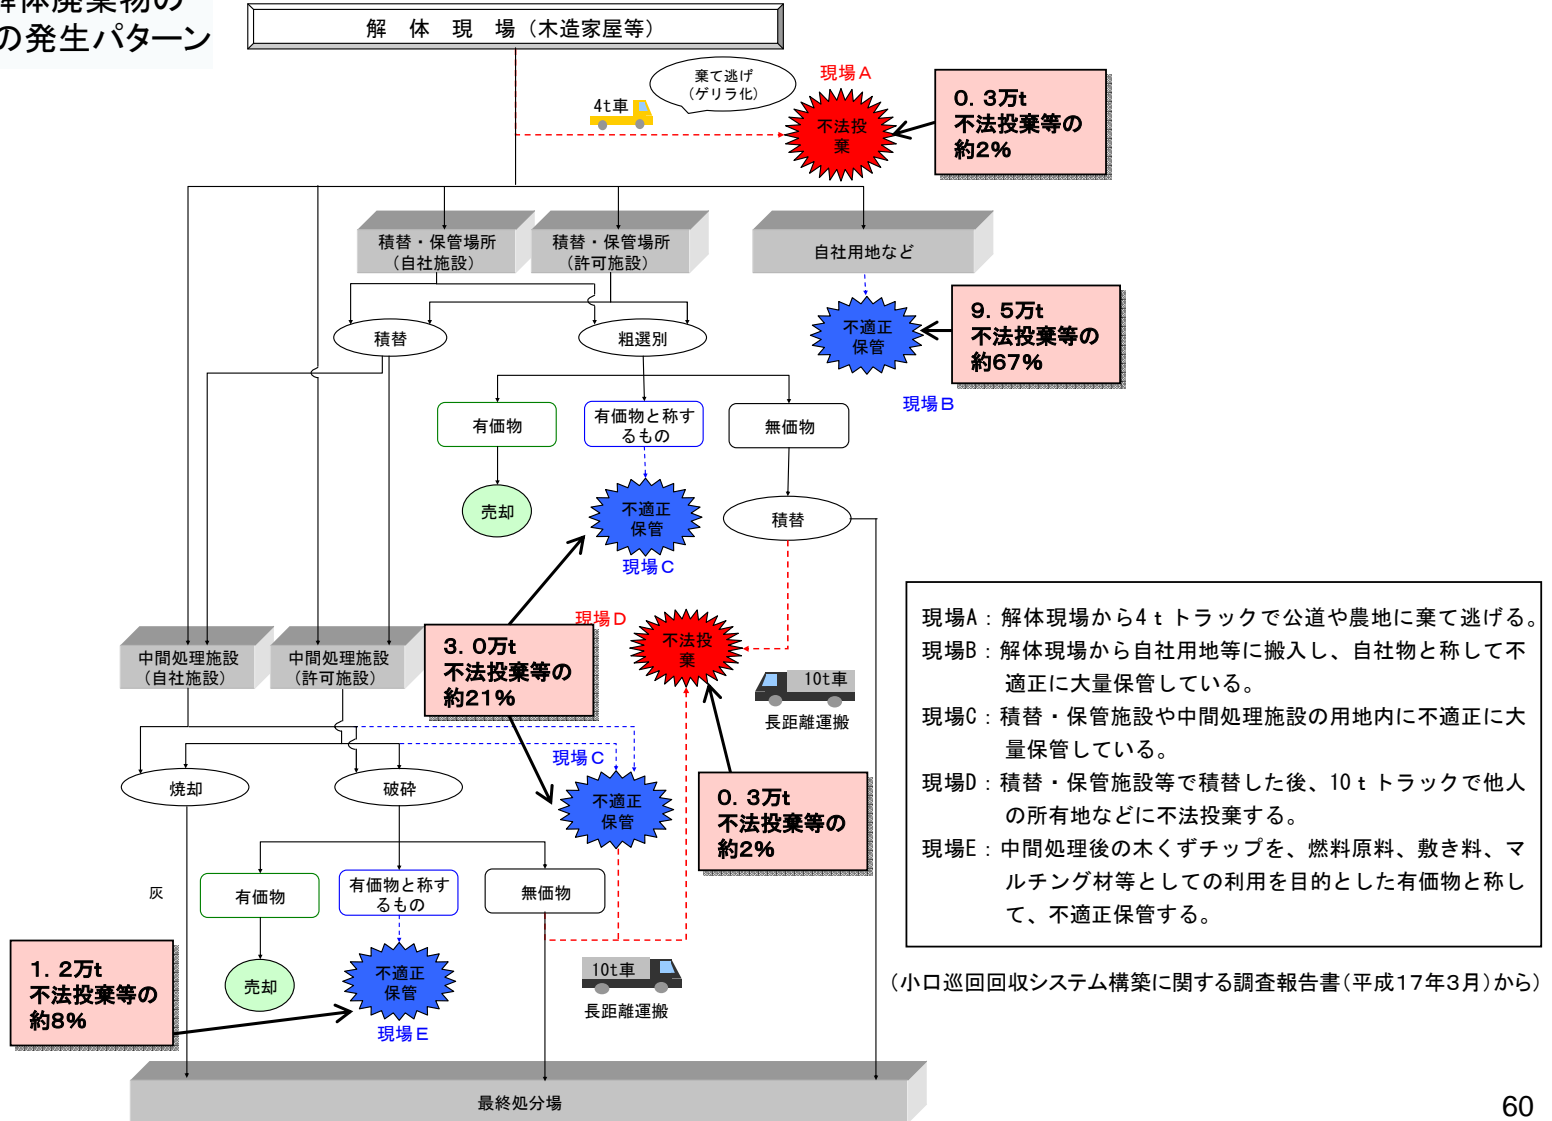 解体廃棄物の
の発生パターン
解 体 現 場（木造家屋等）
棄て逃げ
(ゲリラ化)
4t車
現場A
不法投
棄
0．3万t
不法投棄等の
約2%
積替・保管場所
（自社施設）
積替・保管場所
（許可施設）
自社用地など
不適正
保管
9．5万t
不法投棄等の
約67%
現場B
積替
粗選別
有価物
有価物と称す
るもの
無価物
売却
不適正
保管
現場C
積替
中間処理施設
（自社施設）
中間処理施設
（許可施設）
3．0万t
不法投棄等の
約21%
現場D
不法投
棄
10t車
長距離運搬
現場C
焼却
破砕
不適正
保管
0．3万t
不法投棄等の
約2%
灰
有価物
有価物と称す
るもの
無価物
売却
不適正
保管
現場E
1．2万t
不法投棄等の
約8%
10t車
長距離運搬
最終処分場
現場A：解体現場から4ｔトラックで公道や農地に棄て逃げる。
現場B：解体現場から自社用地等に搬入し、自社物と称して不
適正に大量保管している。
現場C：積替・保管施設や中間処理施設の用地内に不適正に大
量保管している。
現場D：積替・保管施設等で積替した後、10ｔトラックで他人
の所有地などに不法投棄する。
現場E：中間処理後の木くずチップを、燃料原料、敷き料、マ
ルチング材等としての利用を目的とした有価物と称し
て、不適正保管する。
（小口巡回回収システム構築に関する調査報告書（平成17年3月）から）
60